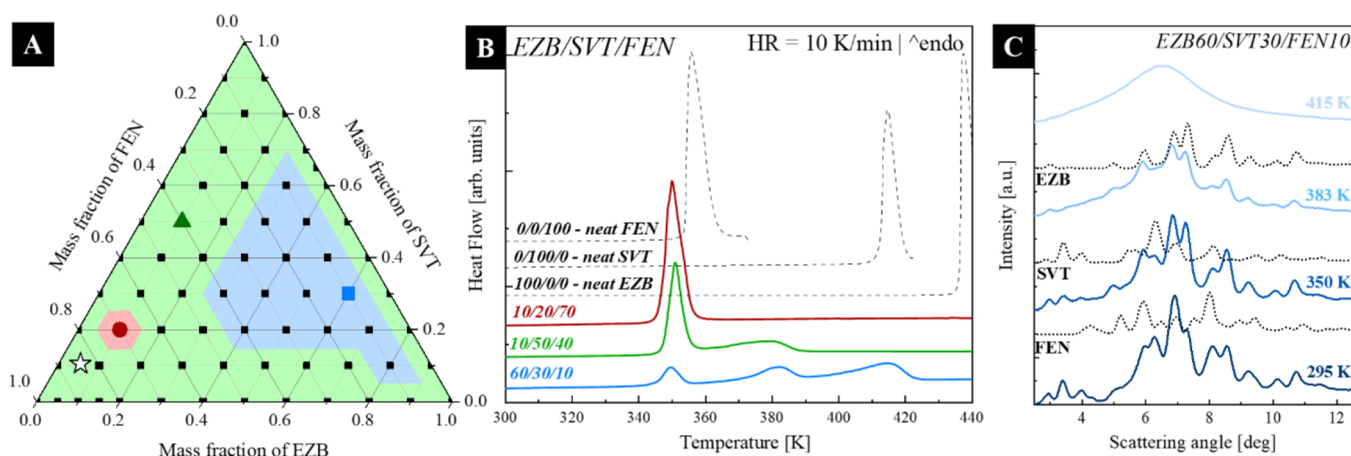 A
0.0
1.0
0.2
0.8
Mass fraction of FEN
Mass fraction of SVT
0.4
0.6
0.6
0.4
0.8
0.2
1.0
0.0
0.0
0.2
0.4
0.6
0.8
1.0
Mass fraction of EZB
B
EZB/SVT/FEN
HR = 10 K/min | ^endo
Heat Flow [arb. units]
0/0/100 - neat FEN
0/100/0 - neat SVT
100/0/0 - neat EZB
10/20/70
10/50/40
60/30/10
300 320 340 360 380 400 420 440
Temperature [K]
C
EZB60/SVT30/FEN10
Intensity [a.u.]
415 K
EZB
383 K
SVT
350 K
FEN
295 K
4 6 8 10 12
Scattering angle [deg]